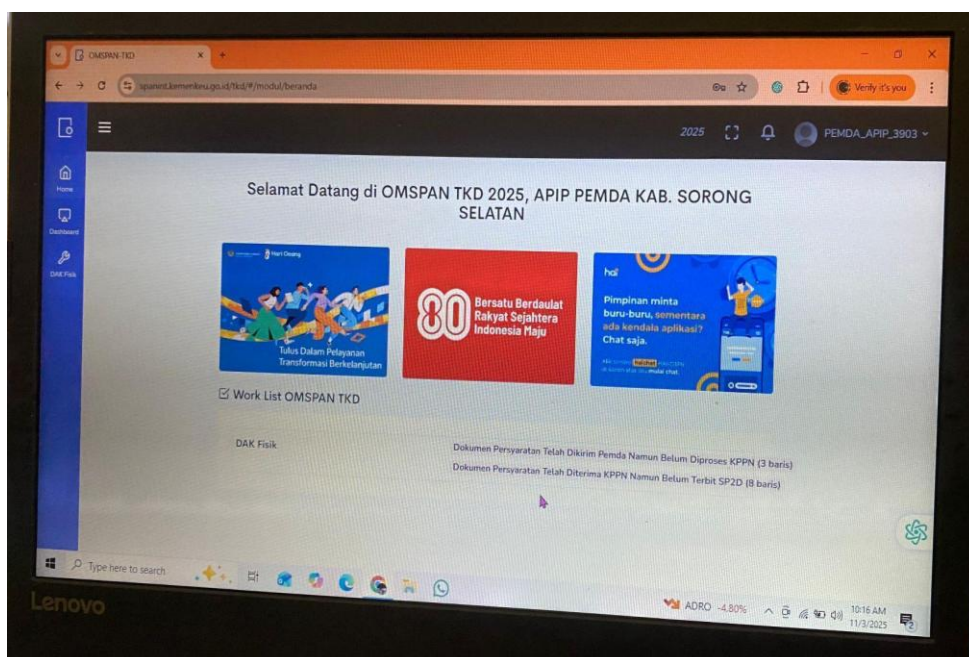 OMSPAN-TKD
spanint.kemenkeu.go.id/tkd/#/modul/beranda
Verify it's you
2025
PEMDA_APIP_3903
Home
Dashboard
DAK Fisik
Selamat Datang di OMSPAN TKD 2025, APIP PEMDA KAB. SORONG
SELATAN
Hari Oeang
Tulus Dalam Pelayanan
Transformasi Berkelanjutan
80
Bersatu Berdaulat
Rakyat Sejahtera
Indonesia Maju
hai
Pimpinan minta
buru-buru, sementara
ada kendala aplikasi?
Chat saja.
mulai chat
Work List OMSPAN TKD
DAK Fisik
Dokumen Persyaratan Telah Dikirim Pemda Namun Belum Diproses KPPN (3 baris)
Dokumen Persyaratan Telah Diterima KPPN Namun Belum Terbit SP2D (8 baris)
Type here to search
ADRO -4.80%
10:16 AM
11/3/2025
2
Lenovo